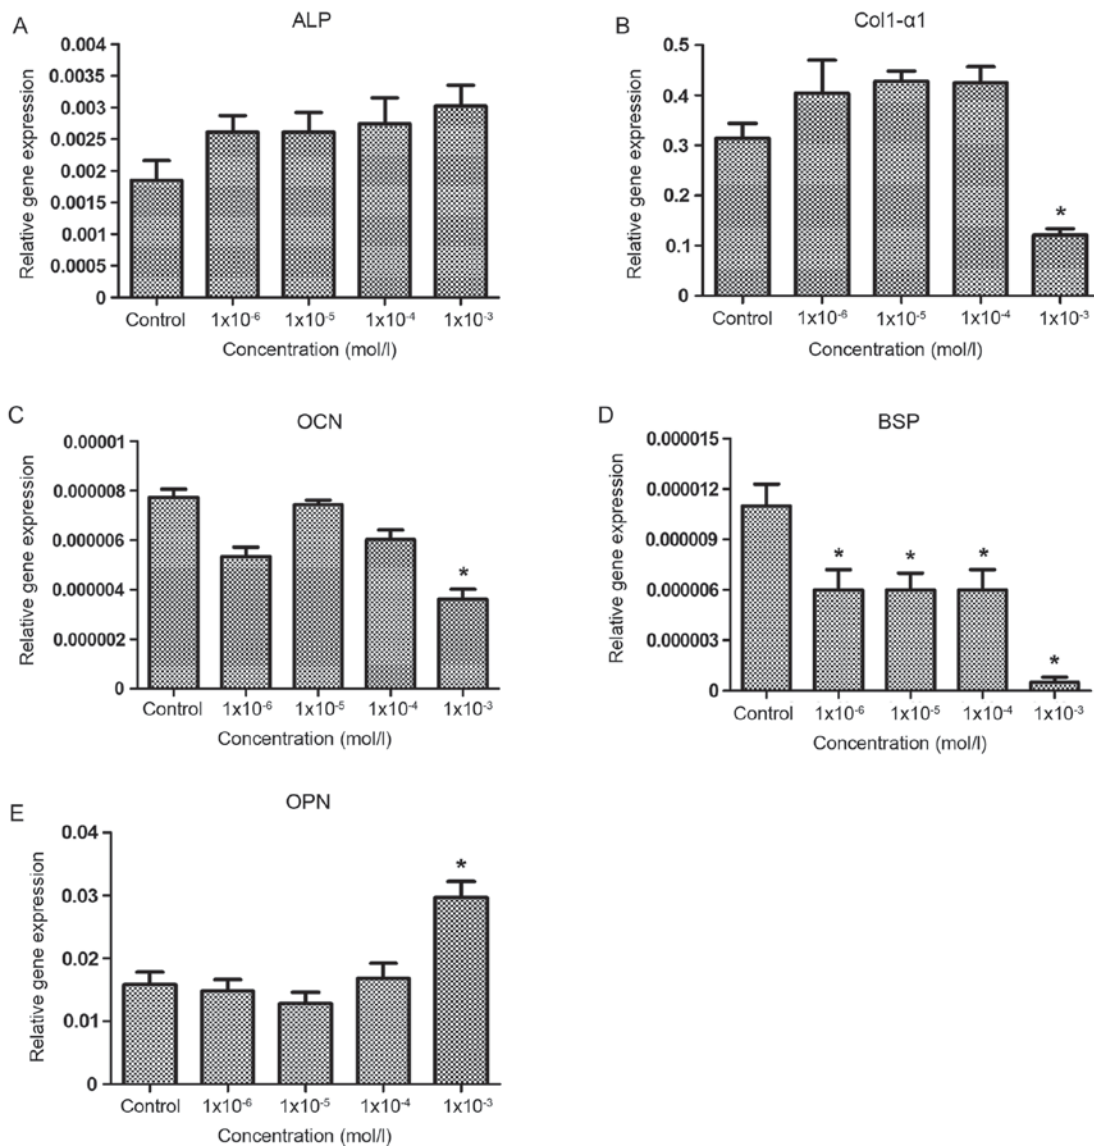 A
ALP
Relative gene expression
0.004
0.0035
0.003
0.0025
0.002
0.0015
0.001
0.0005
0
Control 1x10⁻⁶ 1x10⁻⁵ 1x10⁻⁴ 1x10⁻³
Concentration (mol/l)
B
Col1-α1
Relative gene expression
0.5
0.4
0.3
0.2
0.1
0
*
Control 1x10⁻⁶ 1x10⁻⁵ 1x10⁻⁴ 1x10⁻³
Concentration (mol/l)
C
OCN
Relative gene expression
0.00001
0.000008
0.000006
0.000004
0.000002
0
*
Control 1x10⁻⁶ 1x10⁻⁵ 1x10⁻⁴ 1x10⁻³
Concentration (mol/l)
D
BSP
Relative gene expression
0.000015
0.000012
0.000009
0.000006
0.000003
0
* * * *
Control 1x10⁻⁶ 1x10⁻⁵ 1x10⁻⁴ 1x10⁻³
Concentration (mol/l)
E
OPN
Relative gene expression
0.04
0.03
0.02
0.01
0
*
Control 1x10⁻⁶ 1x10⁻⁵ 1x10⁻⁴ 1x10⁻³
Concentration (mol/l)